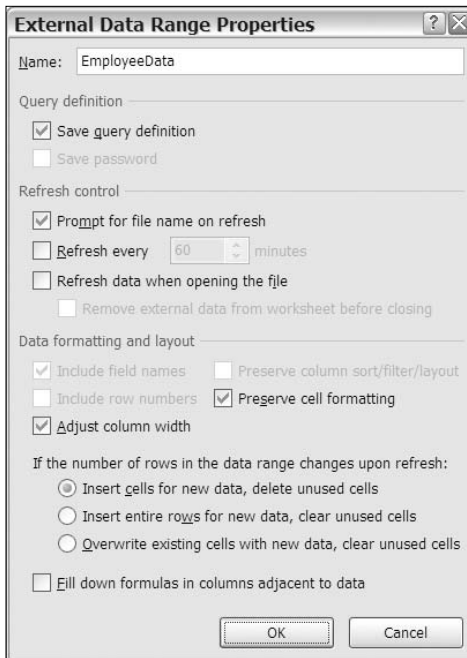 External Data Range Properties
Name: EmployeeData
Query definition
Save query definition
Save password
Refresh control
Prompt for file name on refresh
Refresh every 60 minutes
Refresh data when opening the file
Remove external data from worksheet before closing
Data formatting and layout
Include field names Preserve column sort/filter/layout
Include row numbers Preserve cell formatting
Adjust column width
If the number of rows in the data range changes upon refresh:
Insert cells for new data, delete unused cells
Insert entire rows for new data, clear unused cells
Overwrite existing cells with new data, clear unused cells
Fill down formulas in columns adjacent to data
OK Cancel